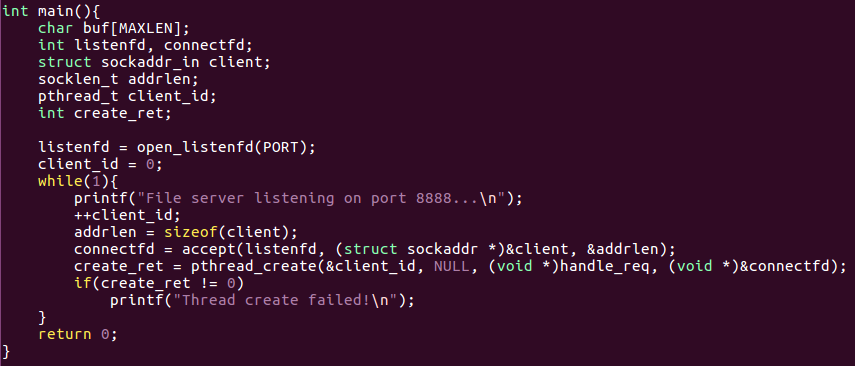 int main(){
    char buf[MAXLEN];
    int listenfd, connectfd;
    struct sockaddr_in client;
    socklen_t addrlen;
    pthread_t client_id;
    int create_ret;

    listenfd = open_listenfd(PORT);
    client_id = 0;
    while(1){
        printf("File server listening on port 8888...\n");
        ++client_id;
        addrlen = sizeof(client);
        connectfd = accept(listenfd, (struct sockaddr *)&client, &addrlen);
        create_ret = pthread_create(&client_id, NULL, (void *)handle_req, (void *)&connectfd);
        if(create_ret != 0)
            printf("Thread create failed!\n");
    }
    return 0;
}